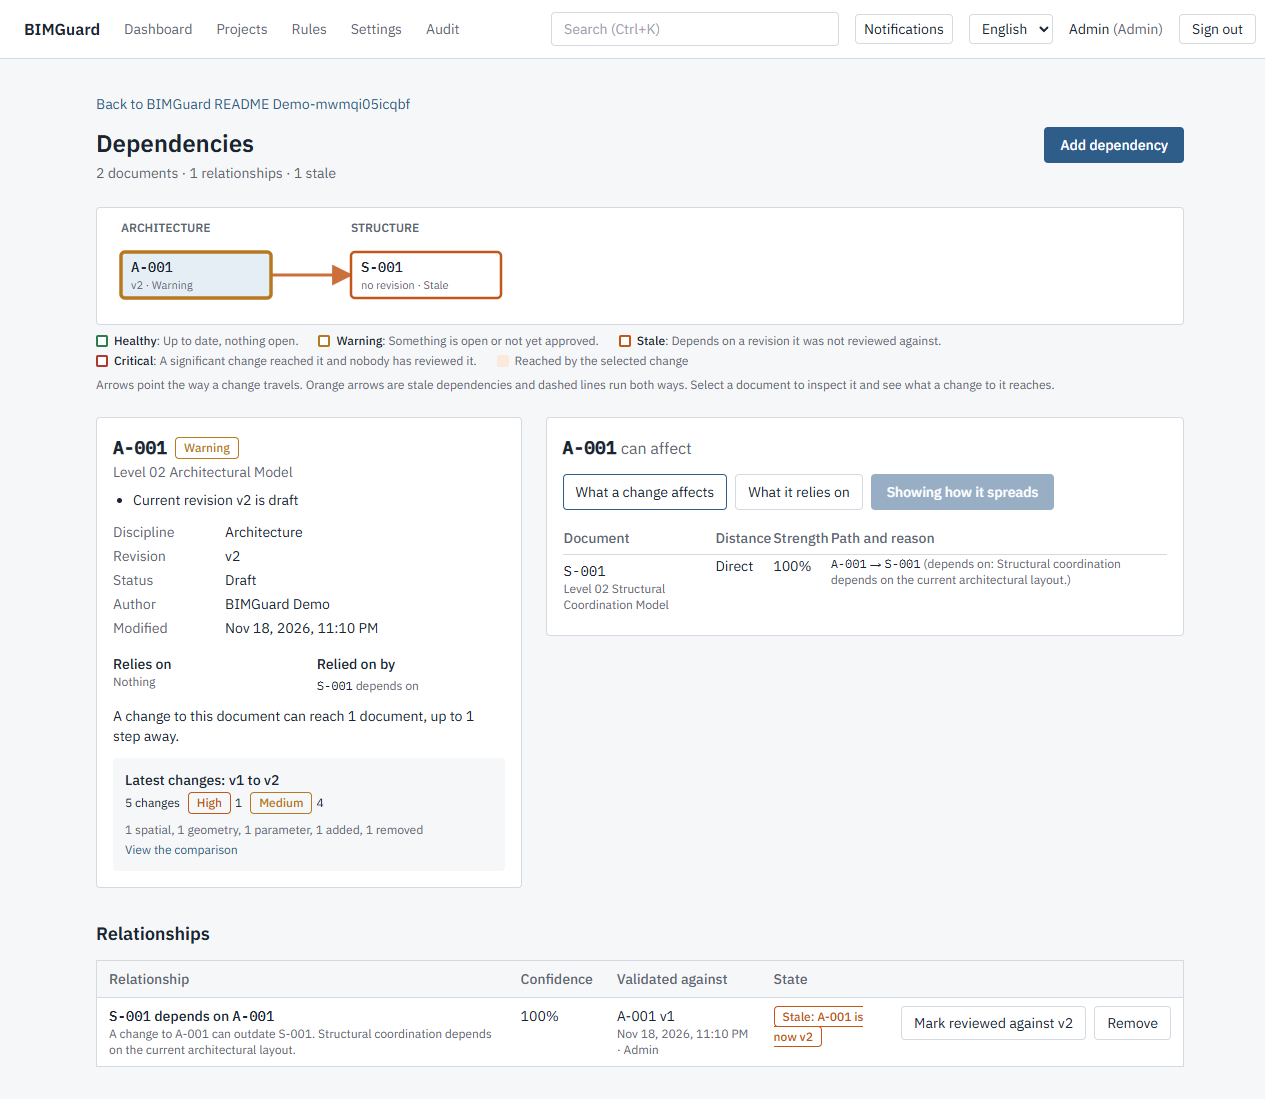 BIMGuard Dashboard Projects Rules Settings Audit Search (Ctrl+K) Notifications English Admin (Admin) Sign out
Back to BIMGuard README Demo-mwmqi05icqbf
Dependencies
Add dependency
2 documents · 1 relationships · 1 stale
ARCHITECTURE STRUCTURE
A-001
v2 · Warning
S-001
no revision · Stale
Healthy: Up to date, nothing open. Warning: Something is open or not yet approved. Stale: Depends on a revision it was not reviewed against.
Critical: A significant change reached it and nobody has reviewed it. Reached by the selected change
Arrows point the way a change travels. Orange arrows are stale dependencies and dashed lines run both ways. Select a document to inspect it and see what a change to it reaches.
A-001 Warning
Level 02 Architectural Model
• Current revision v2 is draft
Discipline Architecture
Revision v2
Status Draft
Author BIMGuard Demo
Modified Nov 18, 2026, 11:10 PM
Relies on
Nothing
Relied on by
S-001 depends on
A change to this document can reach 1 document, up to 1
step away.
Latest changes: v1 to v2
5 changes High 1 Medium 4
1 spatial, 1 geometry, 1 parameter, 1 added, 1 removed
View the comparison
A-001 can affect
What a change affects What it relies on Showing how it spreads
Document Distance Strength Path and reason
S-001
Level 02 Structural
Coordination Model
Direct 100% A-001 → S-001 (depends on: Structural coordination
depends on the current architectural layout.)
Relationships
Relationship Confidence Validated against State
S-001 depends on A-001
A change to A-001 can outdate S-001. Structural coordination depends
on the current architectural layout.
100%
A-001 v1
Nov 18, 2026, 11:10 PM
· Admin
Stale: A-001 is
now v2
Mark reviewed against v2 Remove